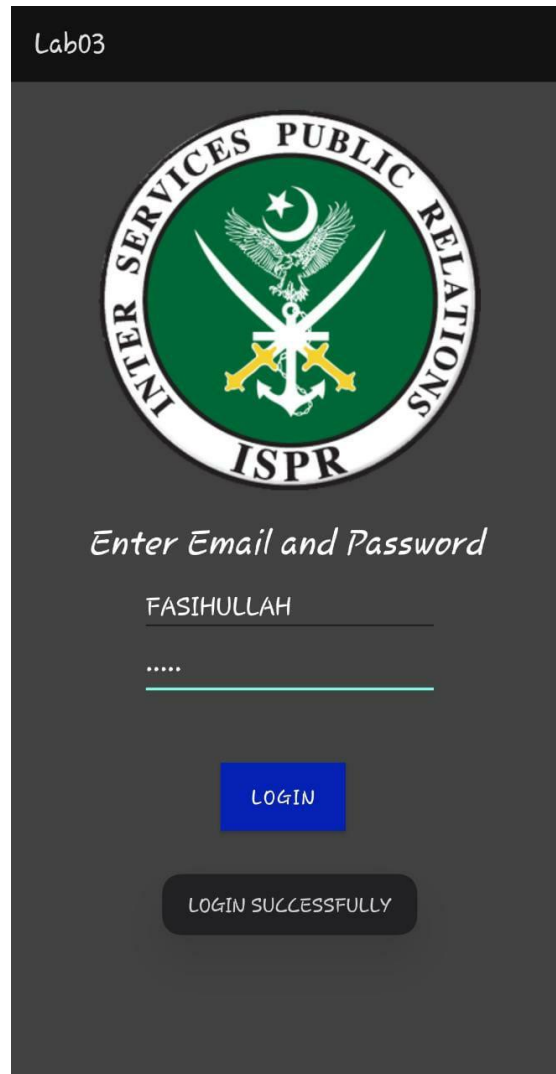 Lab03
INTER SERVICES PUBLIC RELATIONS
ISPR
Enter Email and Password
FASIHULLAH
.....
LOGIN
LOGIN SUCCESSFULLY